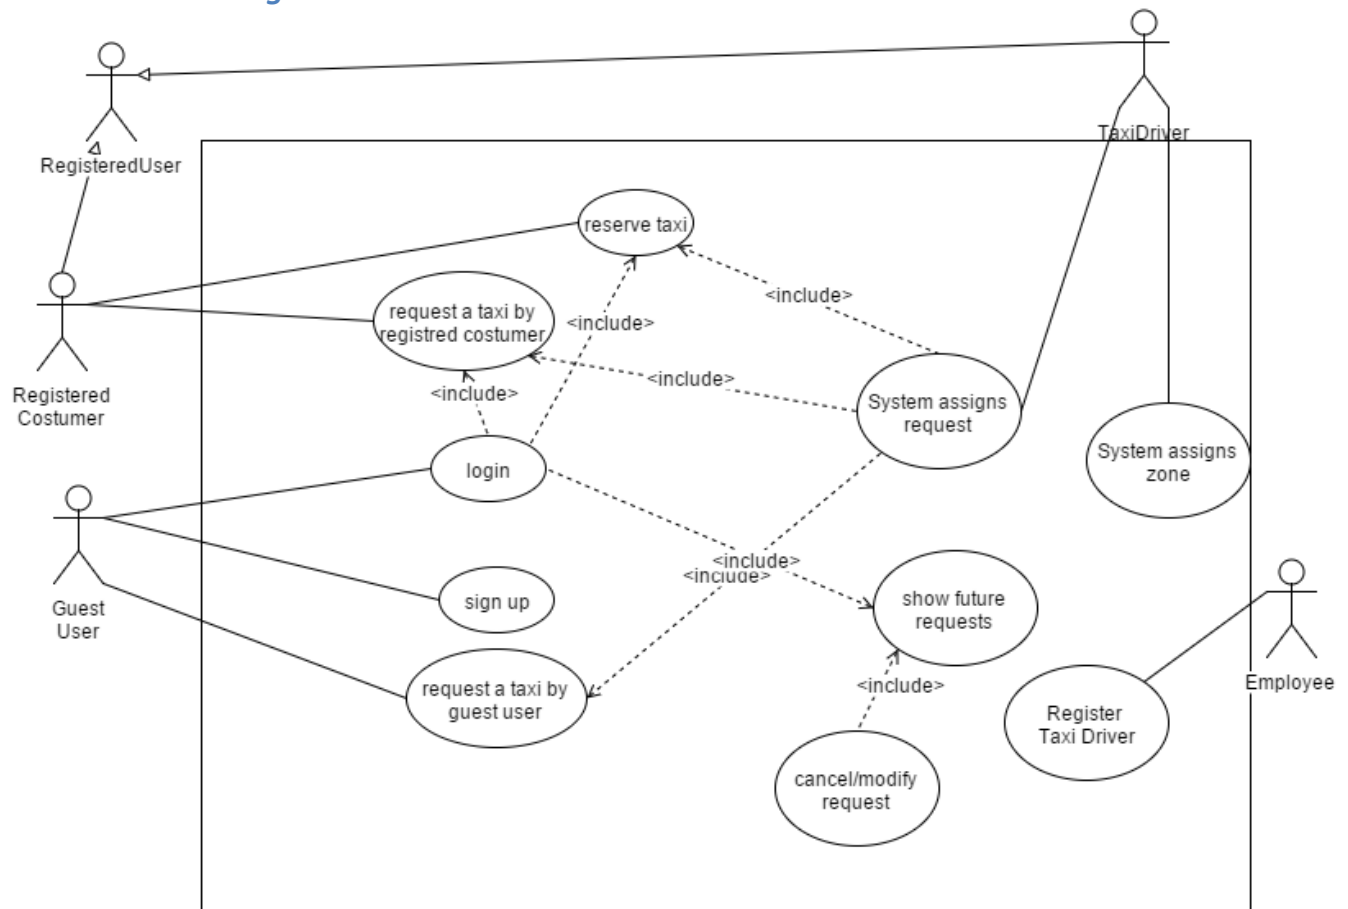 TaxiDriver
RegisteredUser
reserve taxi
<include>
request a taxi by
registred costumer
<include>
<include>
<include>
Registered
Costumer
System assigns
request
System assigns
zone
login
<include>
<include>
Guest
User
sign up
show future
requests
request a taxi by
guest user
<include>
Employee
Register
Taxi Driver
cancel/modify
request